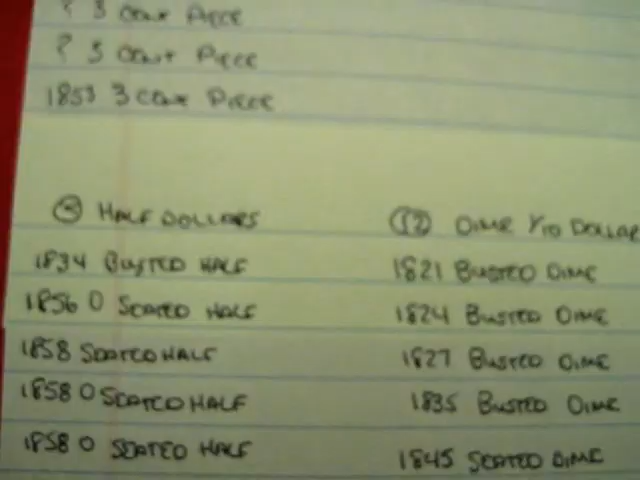 ? 3 CENT PIECE
? 3 CENT PIECE
1853 3 CENT PIECE
HALF DOLLARS
1834 BUSTED HALF
1856 O SEATED HALF
1858 SEATED HALF
1858 O SEATED HALF
1858 O SEATED HALF
(12) DIME 1/10 DOLLAR
1821 BUSTED DIME
1824 BUSTED DIME
1827 BUSTED DIME
1835 BUSTED DIME
1845 SEATED DIME